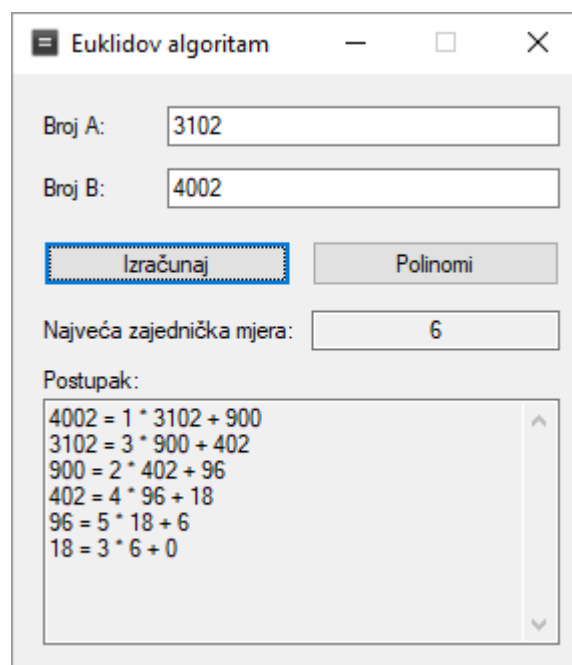 Euklidov algoritam
Broj A: 3102
Broj B: 4002
Izračunaj Polinomi
Najveća zajednička mjera: 6
Postupak:
4002 = 1 * 3102 + 900
3102 = 3 * 900 + 402
900 = 2 * 402 + 96
402 = 4 * 96 + 18
96 = 5 * 18 + 6
18 = 3 * 6 + 0